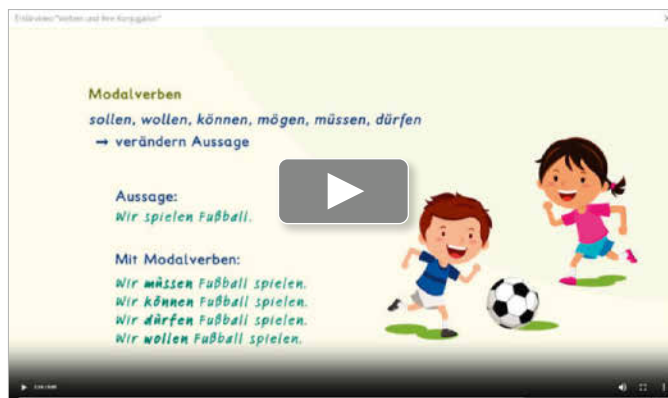 Erklärvideo "Verben und ihre Konjugation"
Modalverben
sollen, wollen, können, mögen, müssen, dürfen
→ verändern Aussage
Aussage:
Wir spielen Fußball.
Mit Modalverben:
Wir müssen Fußball spielen.
Wir können Fußball spielen.
Wir dürfen Fußball spielen.
Wir wollen Fußball spielen.